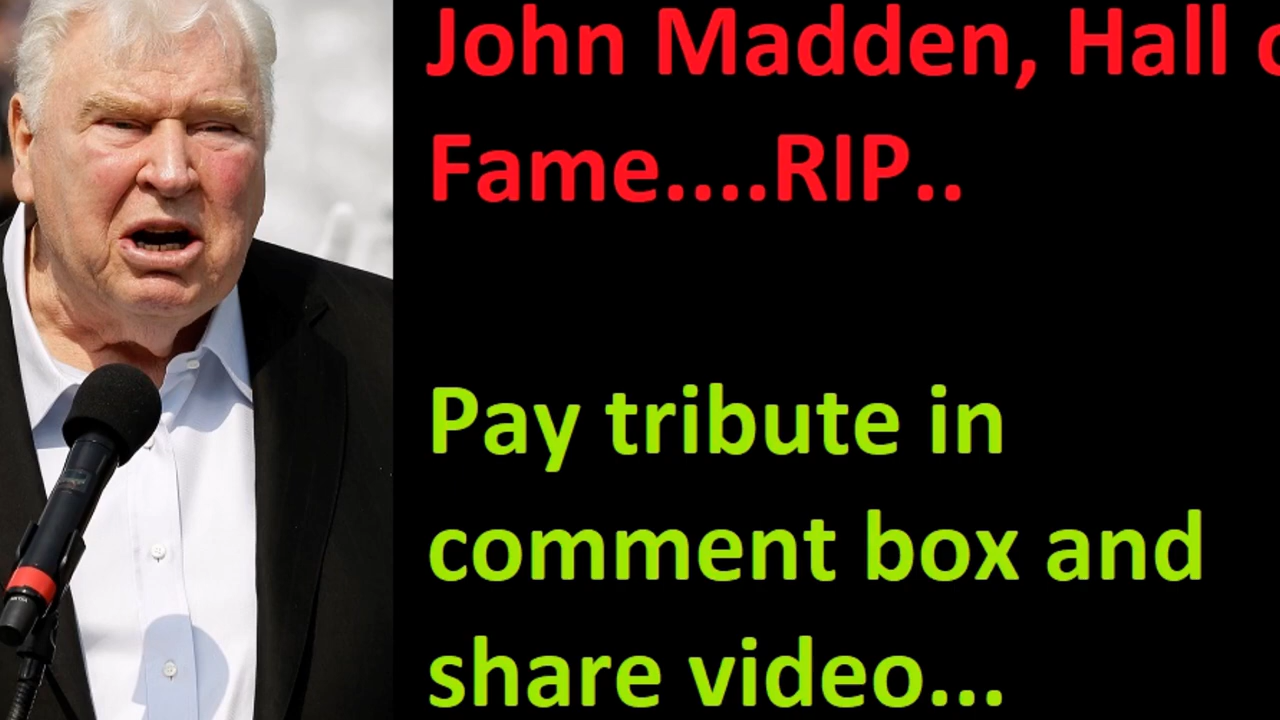 John Madden, Hall o
Fame....RIP..
Pay tribute in
comment box and
share video...